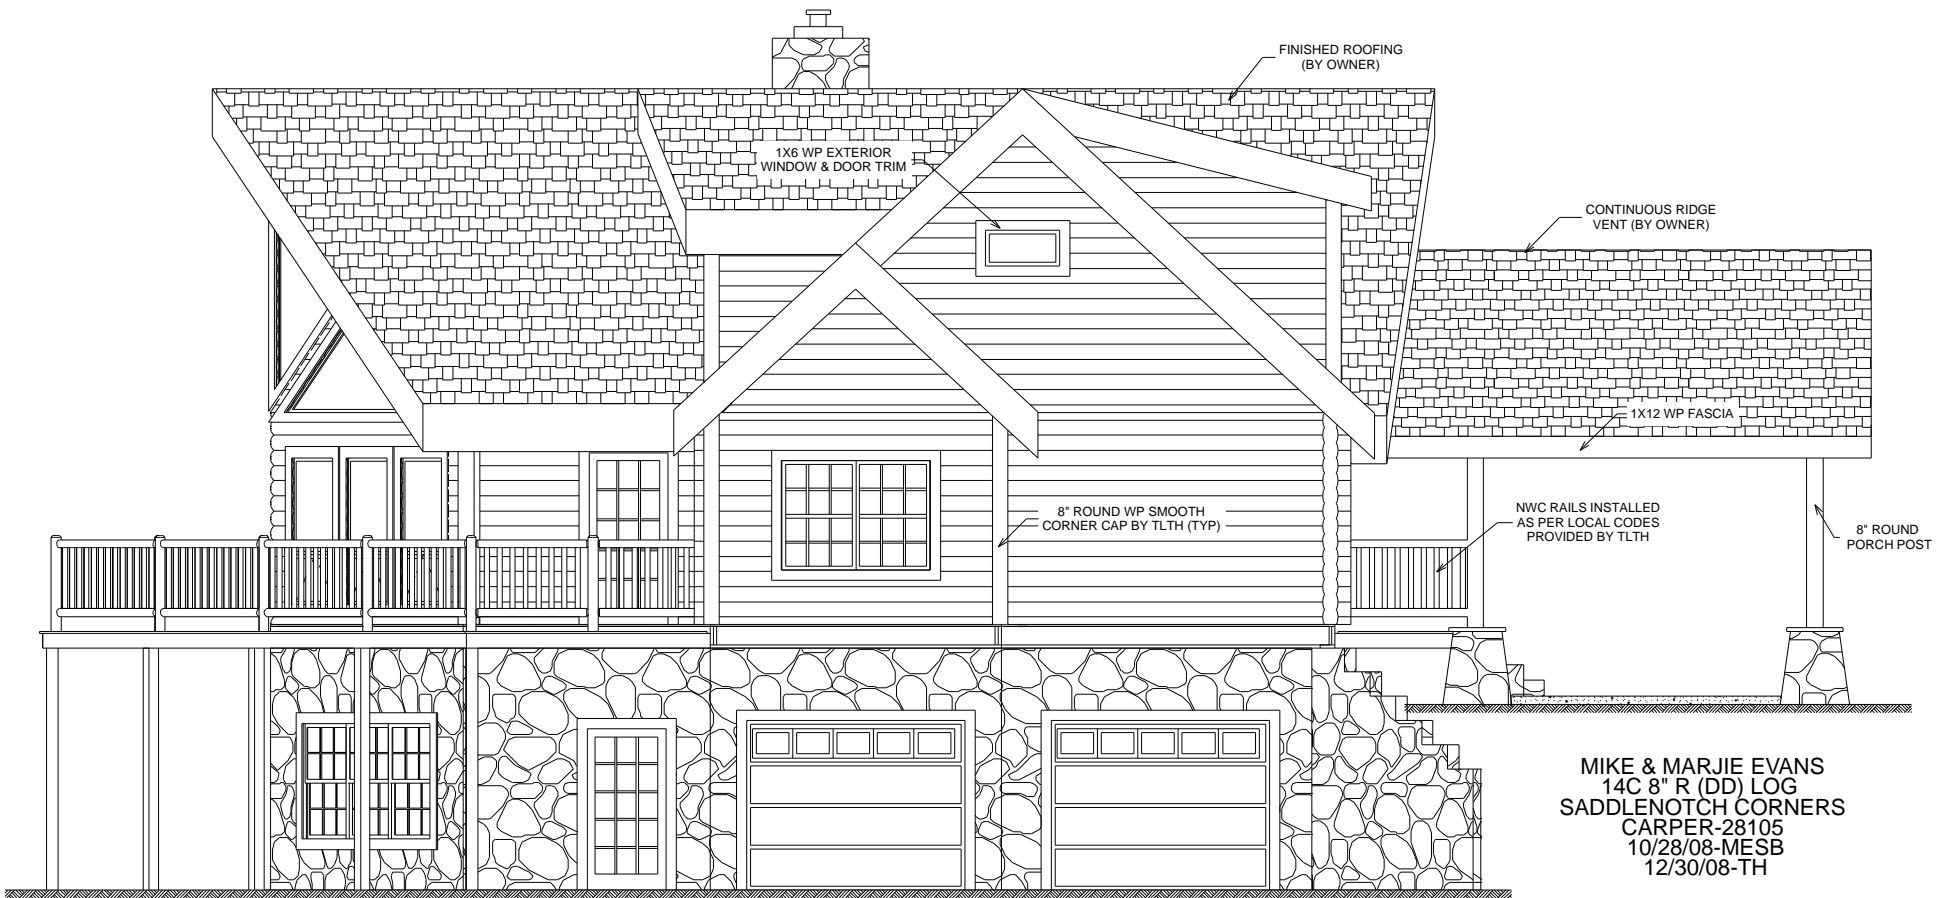 FINISHED ROOFING
(BY OWNER)
1X6 WP EXTERIOR
WINDOW & DOOR TRIM
CONTINUOUS RIDGE
VENT (BY OWNER)
1X12 WP FASCIA
8" ROUND WP SMOOTH
CORNER CAP BY TLTH (TYP)
NWC RAILS INSTALLED
AS PER LOCAL CODES
PROVIDED BY TLTH
8" ROUND
PORCH POST
MIKE & MARJIE EVANS
14C 8" R (DD) LOG
SADDLENOTCH CORNERS
CARPER-28105
10/28/08-MESB
12/30/08-TH